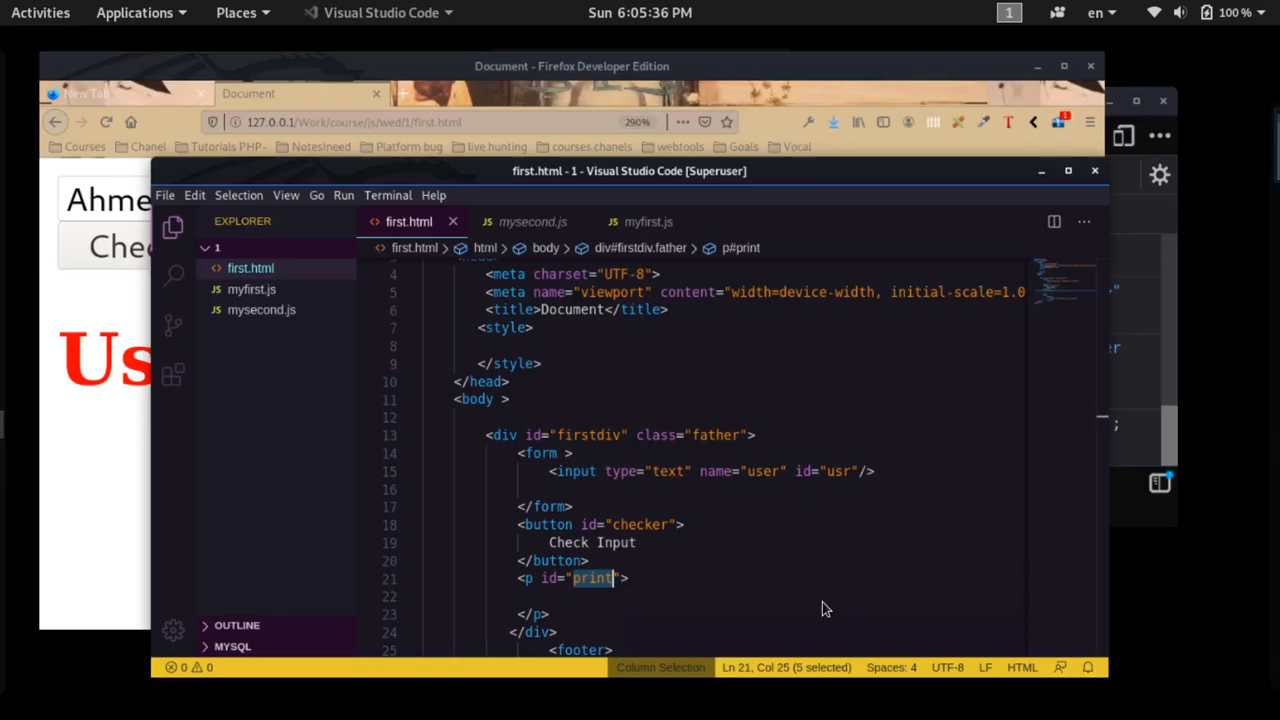 Activities Applications Places Visual Studio Code Sun 6:05:36 PM 1 en 100 %
Document - Firefox Developer Edition
New Tab Document
127.0.0.1/Work/course/js/wed/1/first.html 290%
Courses Chanel Tutorials PHP- NotesIneed Platform bug live.hunting courses.chanels webtools Goals Vocal
first.html - 1 - Visual Studio Code [Superuser]
File Edit Selection View Go Run Terminal Help
EXPLORER
first.html mysecond.js myfirst.js
1
first.html > html > body > div#firstdiv.father > p#print
first.html
myfirst.js
mysecond.js
4 <meta charset="UTF-8">
5 <meta name="viewport" content="width=device-width, initial-scale=1.0
6 <title>Document</title>
7 <style>
8
9 </style>
10 </head>
11 <body >
12
13 <div id="firstdiv" class="father">
14 <form >
15 <input type="text" name="user" id="usr"/>
16
17 </form>
18 <button id="checker">
19 Check Input
20 </button>
21 <p id="print">
22
23 </p>
24 </div>
25 <footer>
OUTLINE
MYSQL
0 0 Column Selection Ln 21, Col 25 (5 selected) Spaces: 4 UTF-8 LF HTML
Ahme
Chec
Us